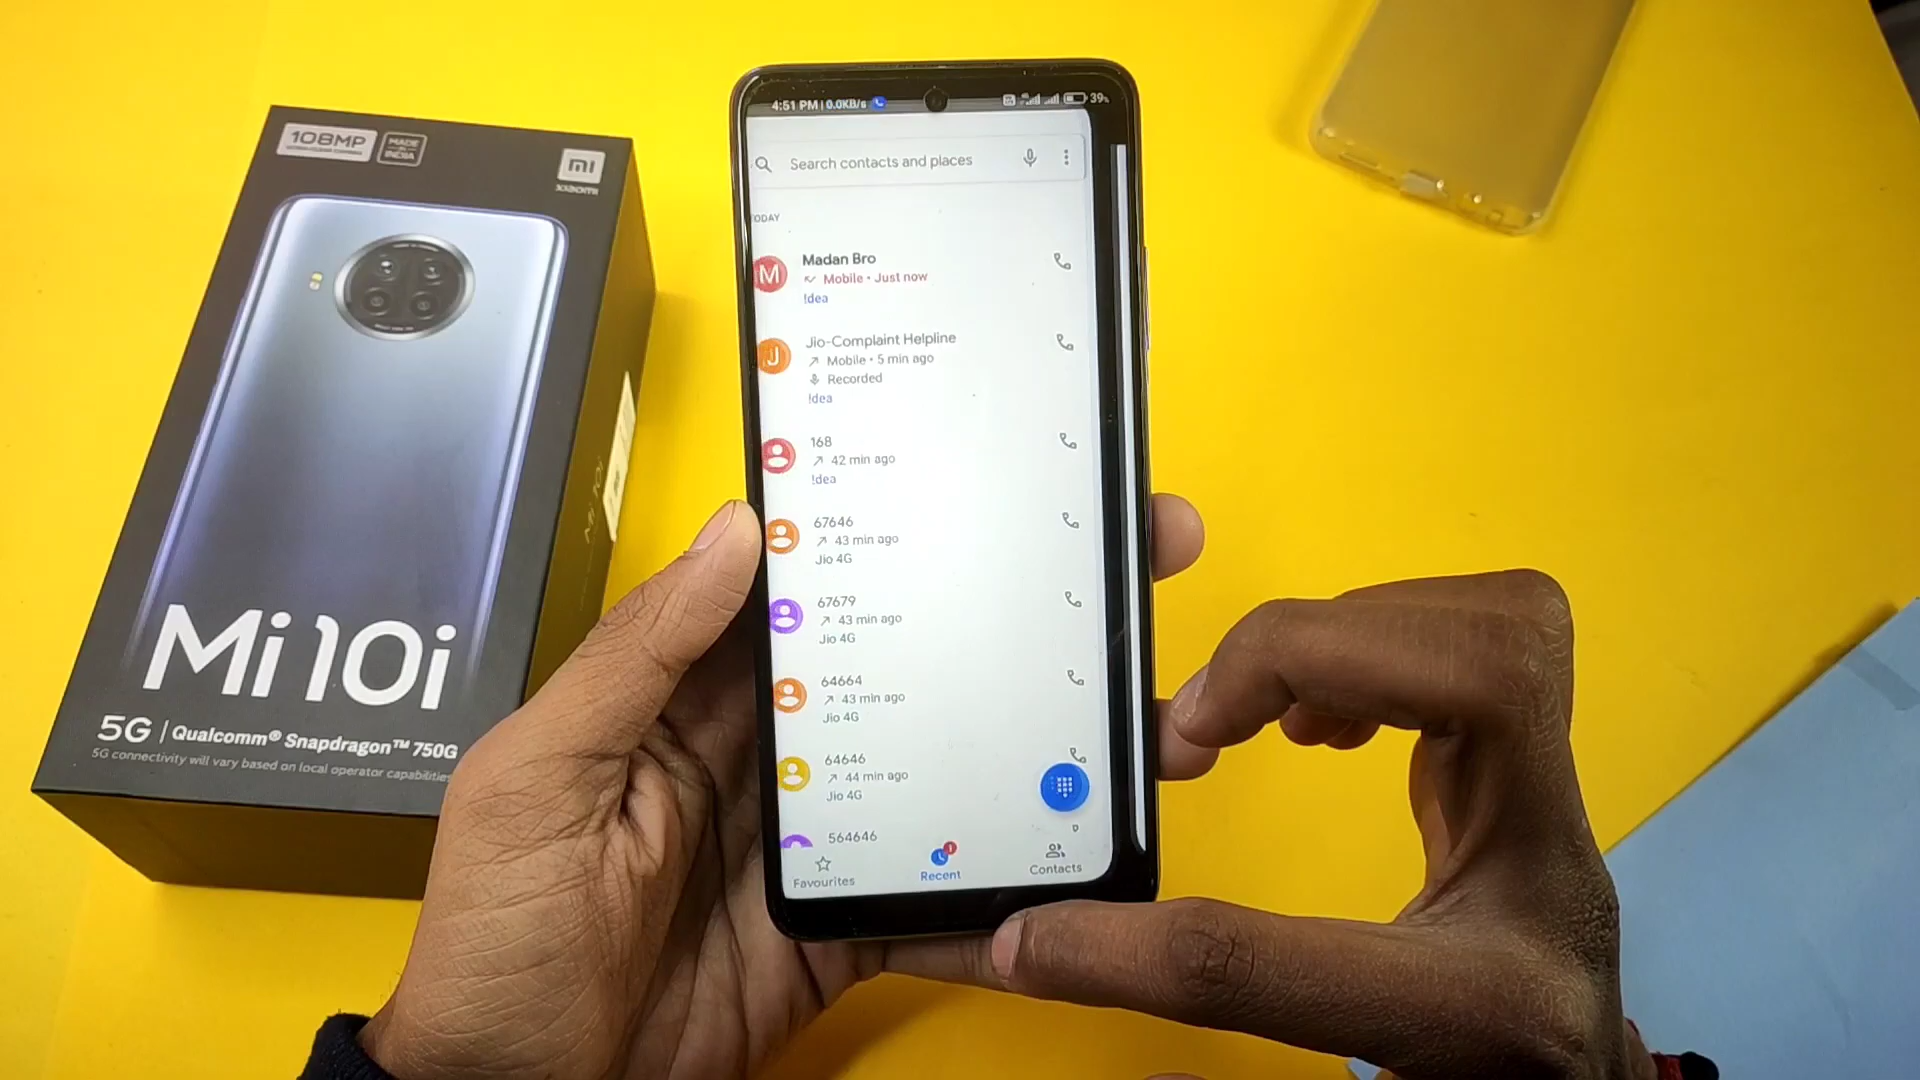 108MP
MADE
IN
INDIA
MI
XIAOMI
Mi 10i
5G | Qualcomm® Snapdragon™ 750G
5G connectivity will vary based on local operator capabilities
Mi 10i
4:51 PM | 0.0KB/s
39%
Search contacts and places
ODAY
M
Madan Bro
Mobile • Just now
!dea
J
Jio-Complaint Helpline
Mobile • 5 min ago
Recorded
!dea
168
42 min ago
!dea
67646
43 min ago
Jio 4G
67679
43 min ago
Jio 4G
64664
43 min ago
Jio 4G
64646
44 min ago
Jio 4G
564646
1
Favourites
Recent
Contacts